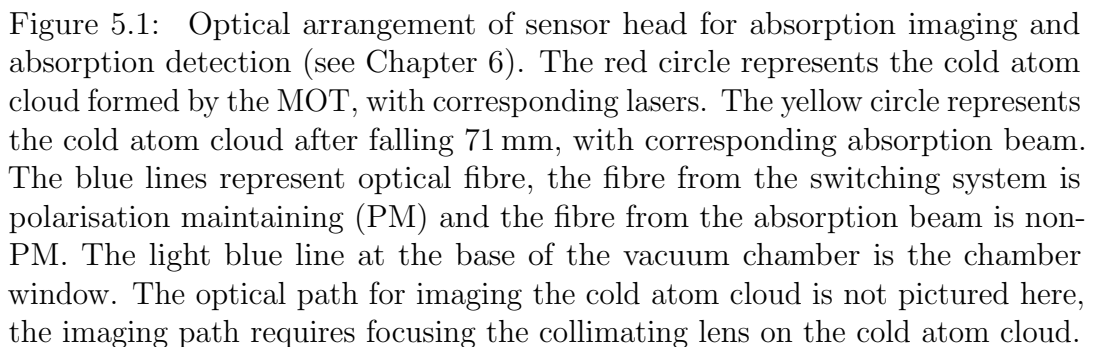 Figure 5.1: Optical arrangement of sensor head for absorption imaging and
absorption detection (see Chapter 6). The red circle represents the cold atom
cloud formed by the MOT, with corresponding lasers. The yellow circle represents
the cold atom cloud after falling 71 mm, with corresponding absorption beam.
The blue lines represent optical fibre, the fibre from the switching system is
polarisation maintaining (PM) and the fibre from the absorption beam is non-
PM. The light blue line at the base of the vacuum chamber is the chamber
window. The optical path for imaging the cold atom cloud is not pictured here,
the imaging path requires focusing the collimating lens on the cold atom cloud.